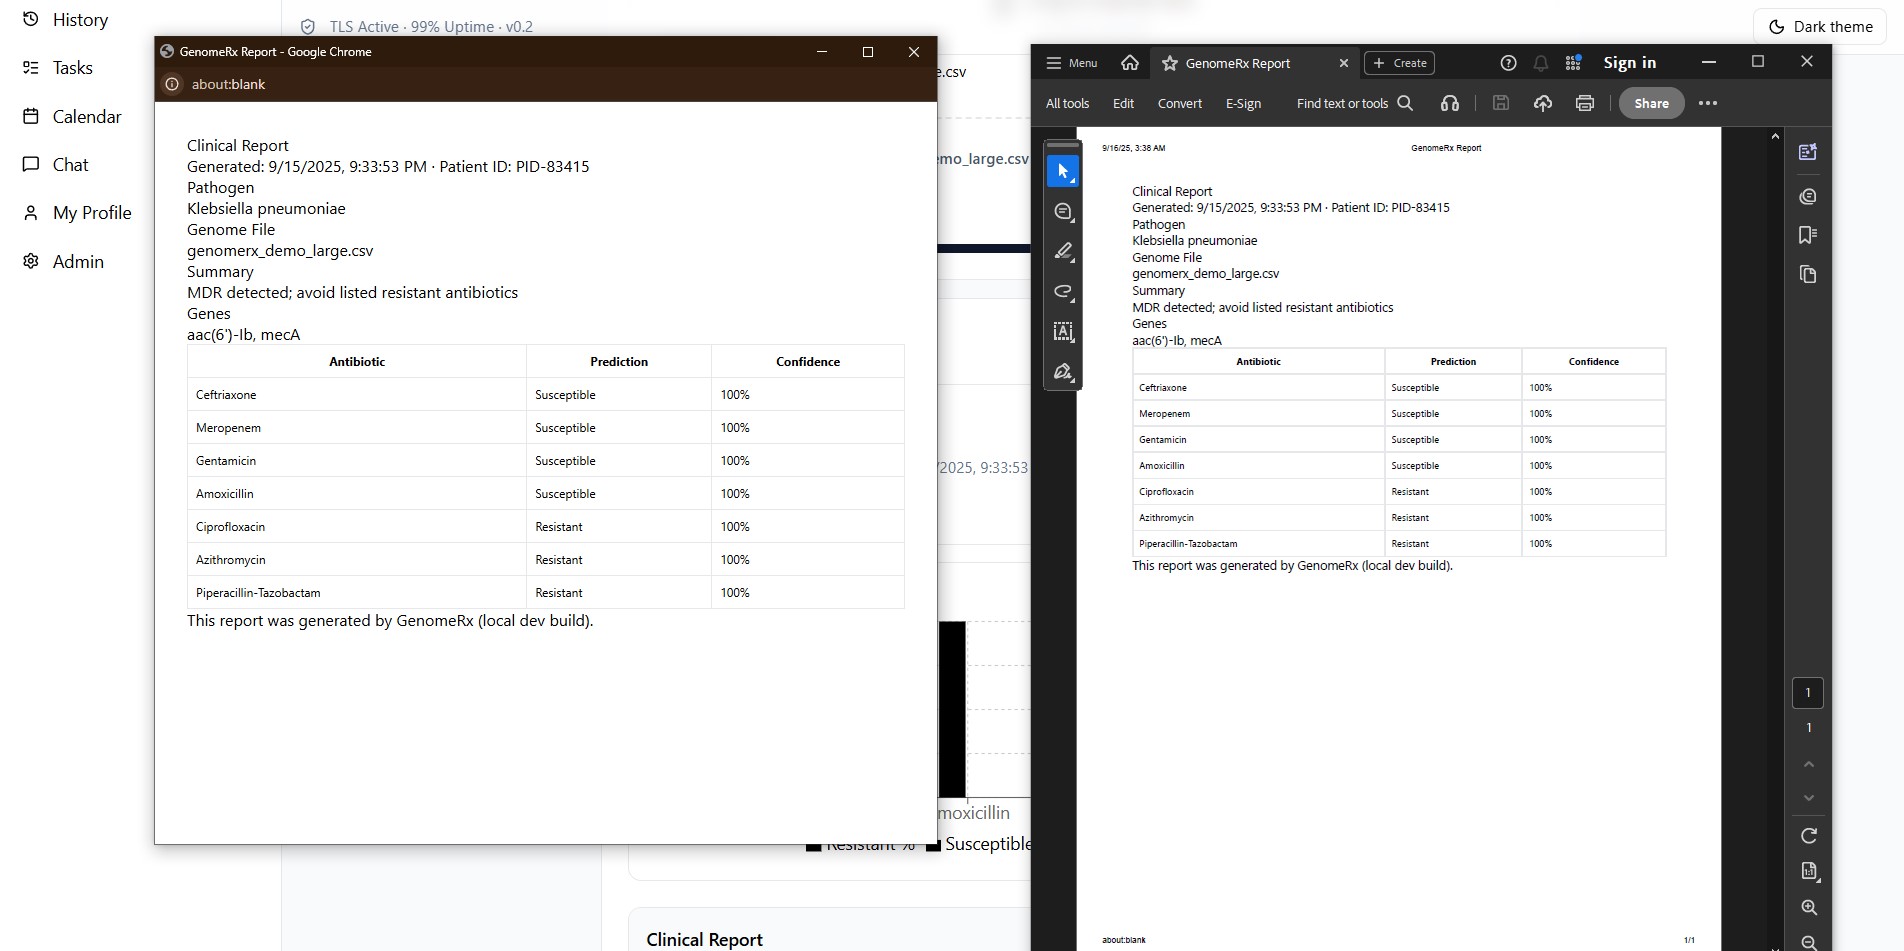 History
Tasks
Calendar
Chat
My Profile
Admin
TLS Active · 99% Uptime · v0.2
Dark theme
GenomeRx Report - Google Chrome
about:blank
Clinical Report
Generated: 9/15/2025, 9:33:53 PM · Patient ID: PID-83415
Pathogen
Klebsiella pneumoniae
Genome File
genomerx_demo_large.csv
Summary
MDR detected; avoid listed resistant antibiotics
Genes
aac(6')-Ib, mecA
Antibiotic Prediction Confidence
Ceftriaxone Susceptible 100%
Meropenem Susceptible 100%
Gentamicin Susceptible 100%
Amoxicillin Susceptible 100%
Ciprofloxacin Resistant 100%
Azithromycin Resistant 100%
Piperacillin-Tazobactam Resistant 100%
This report was generated by GenomeRx (local dev build).
e.csv
emo_large.csv
/2025, 9:33:53
moxicillin
Resistant % Susceptible
Clinical Report
Menu GenomeRx Report Create Sign in
All tools Edit Convert E-Sign Find text or tools Share
9/16/25, 3:38 AM GenomeRx Report
Clinical Report
Generated: 9/15/2025, 9:33:53 PM · Patient ID: PID-83415
Pathogen
Klebsiella pneumoniae
Genome File
genomerx_demo_large.csv
Summary
MDR detected; avoid listed resistant antibiotics
Genes
aac(6')-Ib, mecA
Antibiotic Prediction Confidence
Ceftriaxone Susceptible 100%
Meropenem Susceptible 100%
Gentamicin Susceptible 100%
Amoxicillin Susceptible 100%
Ciprofloxacin Resistant 100%
Azithromycin Resistant 100%
Piperacillin-Tazobactam Resistant 100%
This report was generated by GenomeRx (local dev build).
about:blank 1/1
1
1